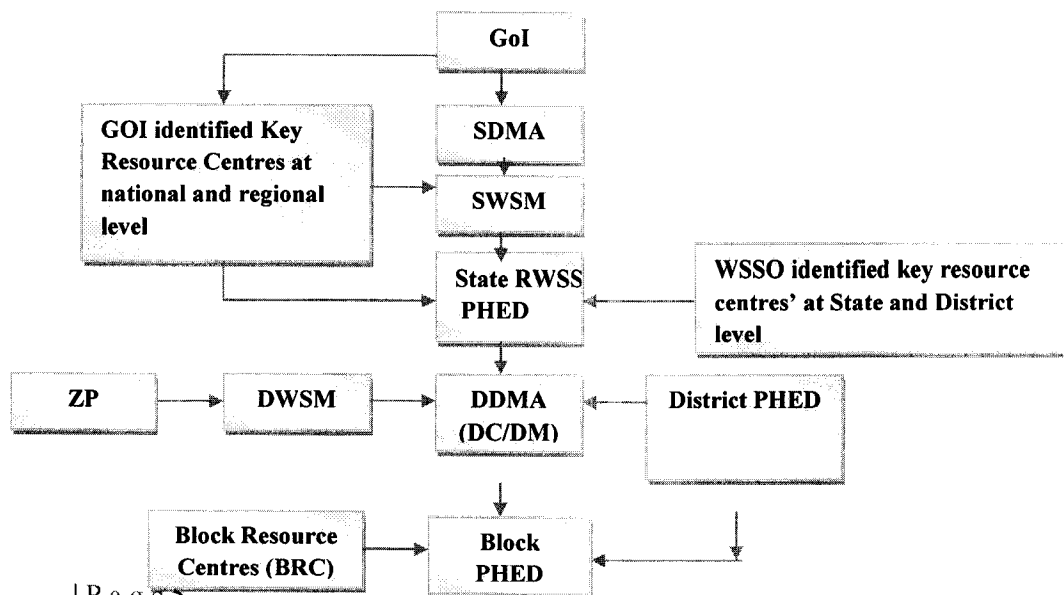 GoI
SDMA
GOI identified Key
Resource Centres at
national and regional
level
SWSM
State RWSS
PHED
WSSO identified key resource
centres’ at State and District
level
ZP
DWSM
DDMA
(DC/DM)
District PHED
Block Resource
Centres (BRC)
Block
PHED